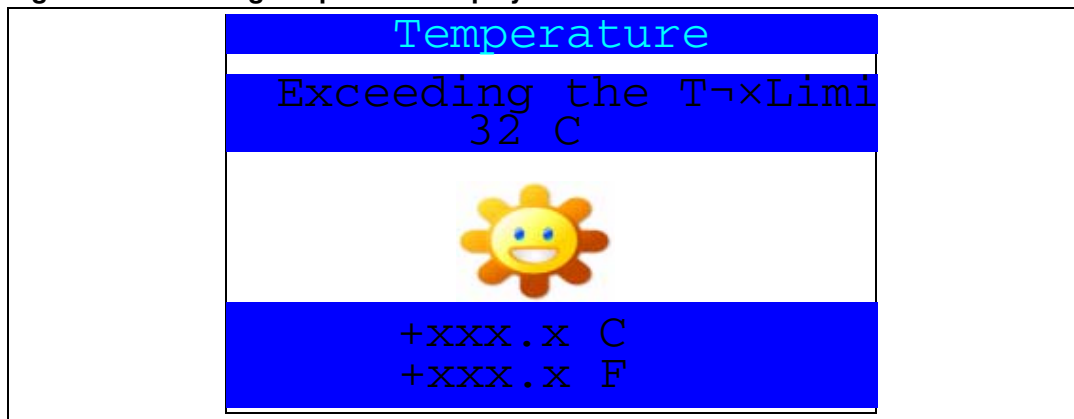 Temperature
Exceeding the T¬×Limi
32 C
+xxx.x C
+xxx.x F